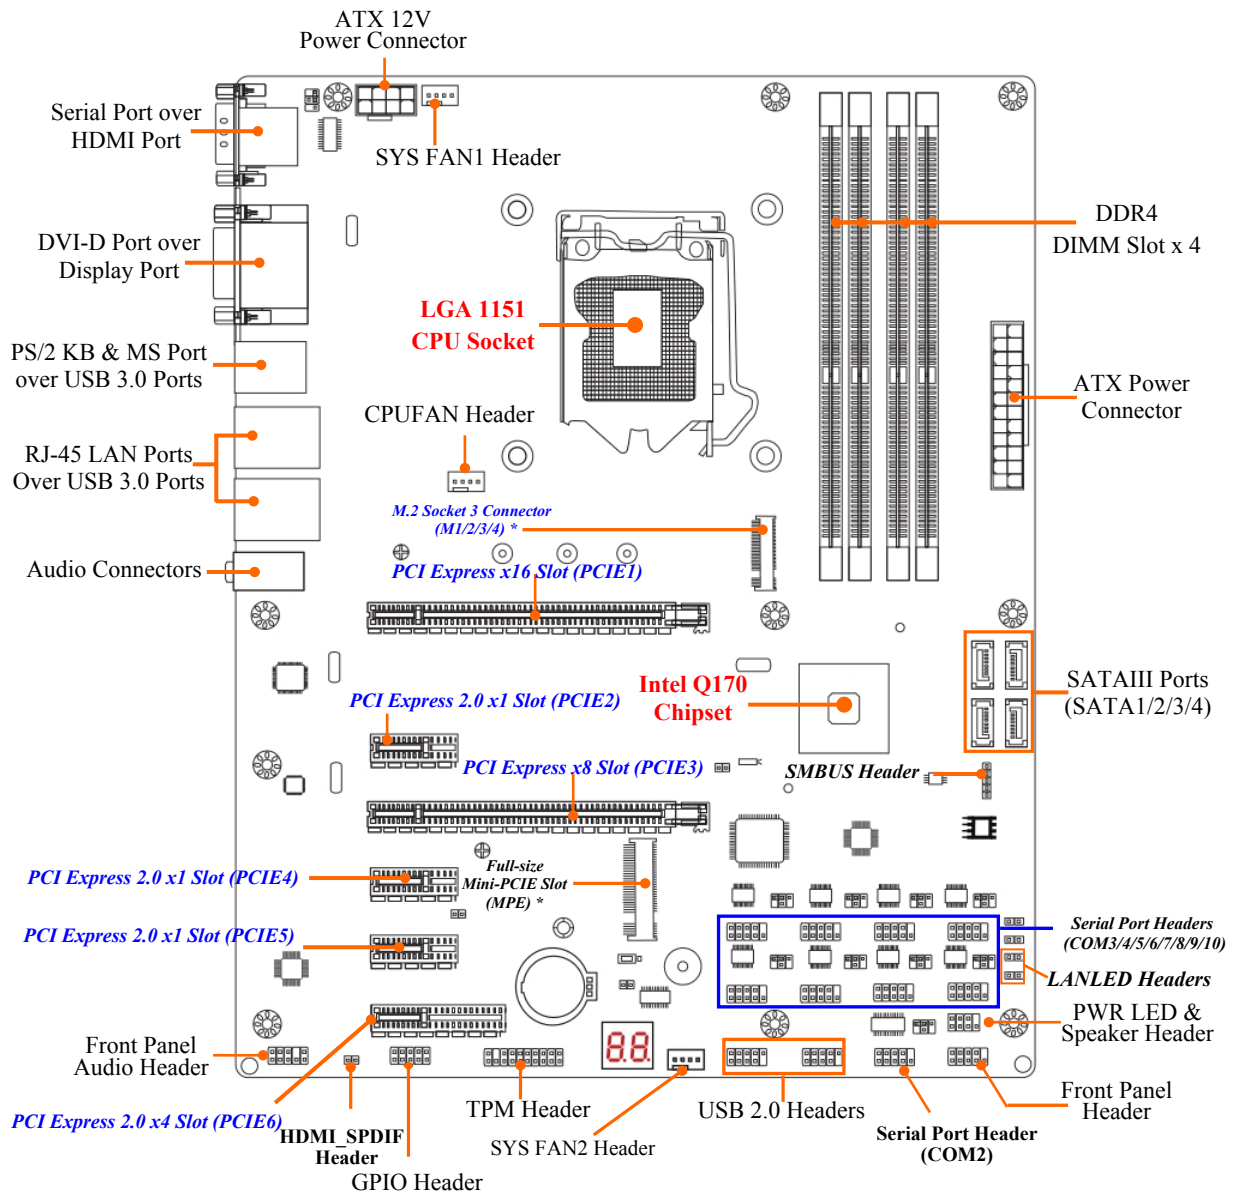 ATX 12V
Power Connector
Serial Port over
HDMI Port
SYS FAN1 Header
DVI-D Port over
Display Port
DDR4
DIMM Slot x 4
LGA 1151
CPU Socket
PS/2 KB & MS Port
over USB 3.0 Ports
ATX Power
Connector
CPUFAN Header
RJ-45 LAN Ports
Over USB 3.0 Ports
M.2 Socket 3 Connector
(M1/2/3/4) *
Audio Connectors
PCI Express x16 Slot (PCIE1)
Intel Q170
Chipset
SATAIII Ports
(SATA1/2/3/4)
PCI Express 2.0 x1 Slot (PCIE2)
PCI Express x8 Slot (PCIE3)
SMBUS Header
PCI Express 2.0 x1 Slot (PCIE4)
Full-size
Mini-PCIE Slot
(MPE) *
PCI Express 2.0 x1 Slot (PCIE5)
Serial Port Headers
(COM3/4/5/6/7/8/9/10)
LANLED Headers
PWR LED &
Speaker Header
88
Front Panel
Audio Header
PCI Express 2.0 x4 Slot (PCIE6)
HDMI_SPDIF
Header
GPIO Header
TPM Header
SYS FAN2 Header
USB 2.0 Headers
Serial Port Header
(COM2)
Front Panel
Header